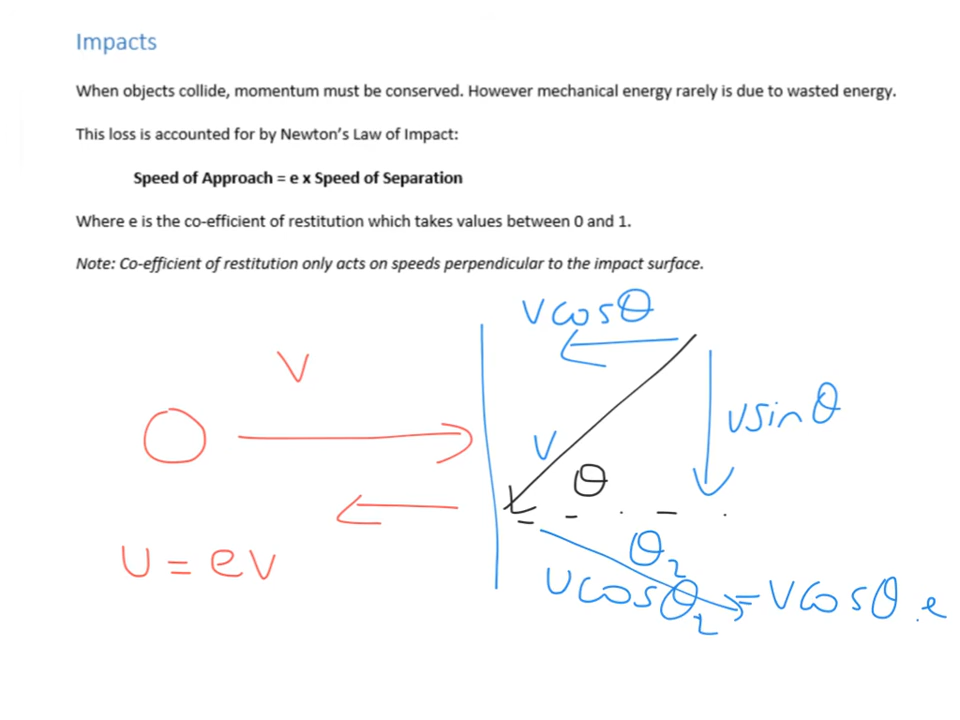 Impacts
When objects collide, momentum must be conserved. However mechanical energy rarely is due to wasted energy.
This loss is accounted for by Newton's Law of Impact:
Speed of Approach = e x Speed of Separation
Where e is the co-efficient of restitution which takes values between 0 and 1.
Note: Co-efficient of restitution only acts on speeds perpendicular to the impact surface.
vcosθ
v
vsinθ
v
θ
θ₂
U = ev
Ucosθ₂ = vcosθ.e